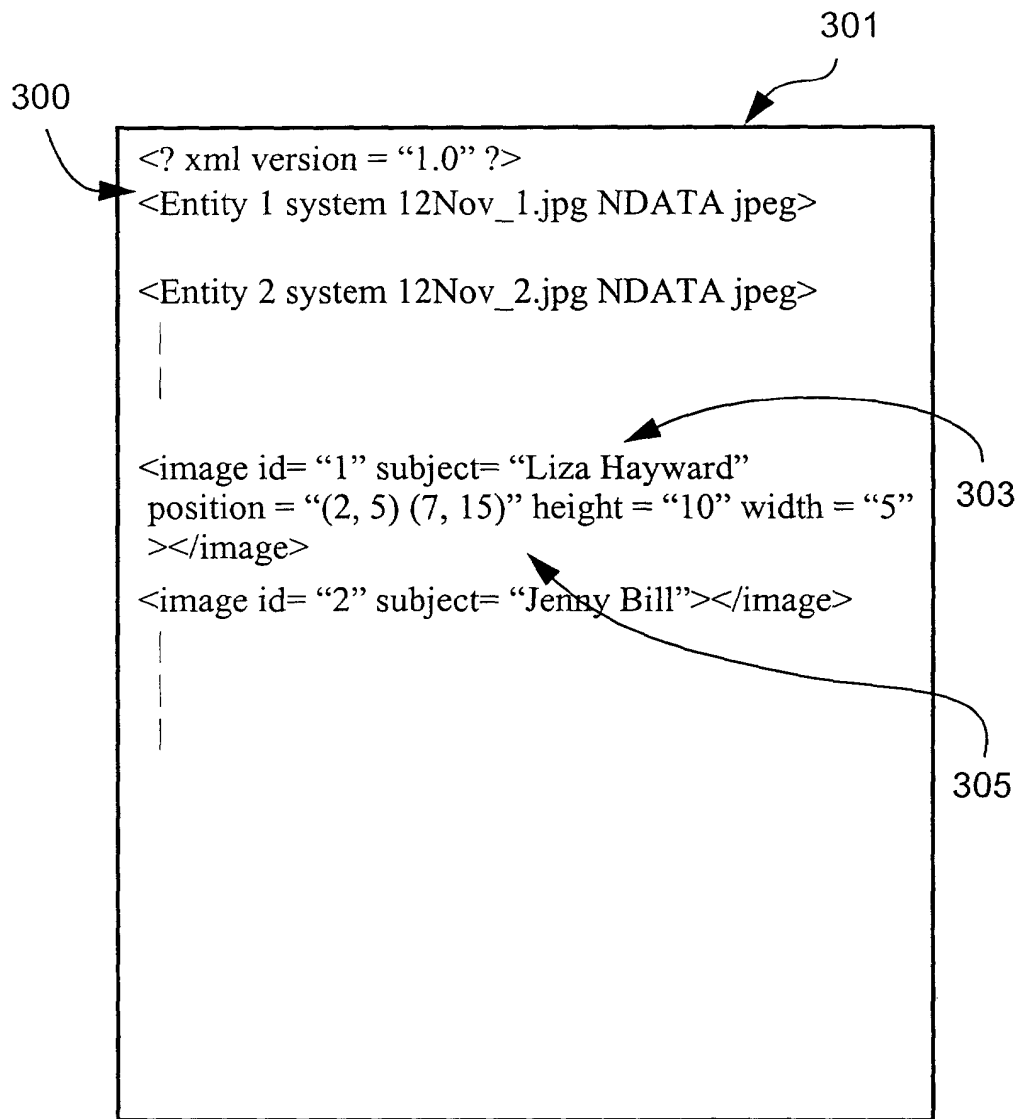 301
300
<? xml version = “1.0” ?>
<Entity 1 system 12Nov_1.jpg NDATA jpeg>
<Entity 2 system 12Nov_2.jpg NDATA jpeg>
<image id= “1” subject= “Liza Hayward”
position = “(2, 5) (7, 15)” height = “10” width = “5”
></image>
303
<image id= “2” subject= “Jenny Bill”></image>
305